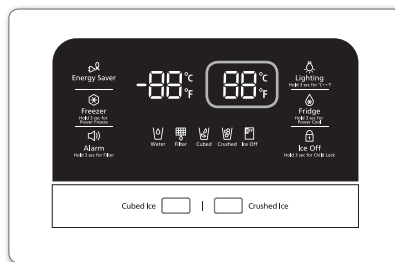 Energy Saver
-88°C
°F
88°C
°F
Lighting
Hold 3 sec for °C↔°F
Freezer
Hold 3 sec for
Power Freeze
Fridge
Hold 3 sec for
Power Cool
Alarm
Hold 3 sec for Filter
Water Filter Cubed Crushed Ice Off
Ice Off
Hold 3 sec for Child Lock
Cubed Ice | Crushed Ice